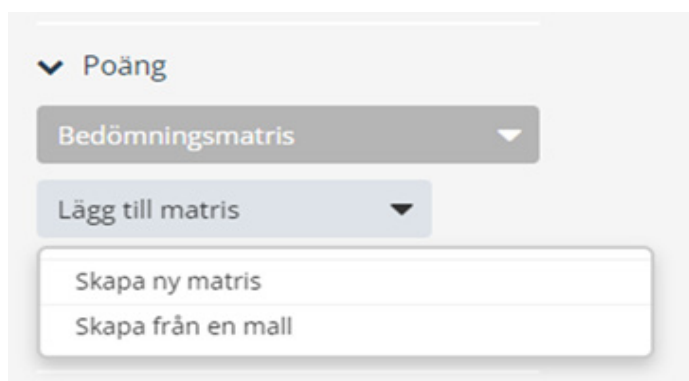 Poäng
Bedömningsmatris
Lägg till matris
Skapa ny matris
Skapa från en mall